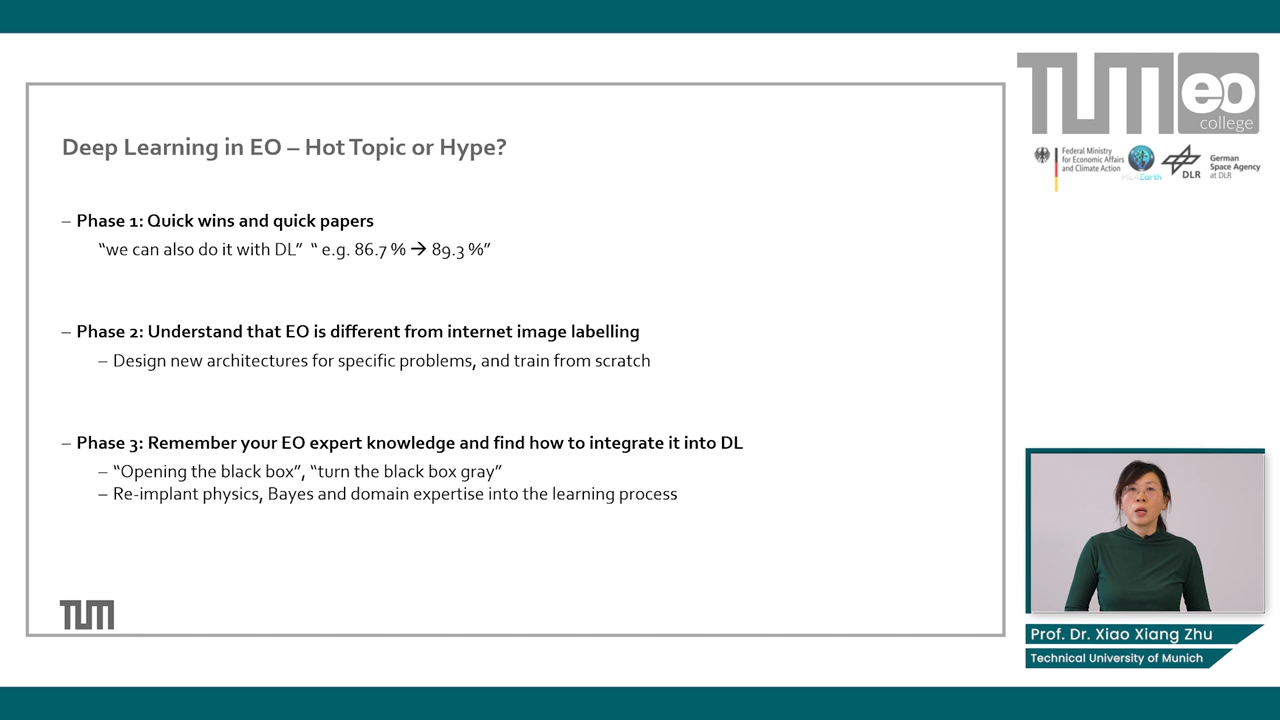 Deep Learning in EO – Hot Topic or Hype?
– Phase 1: Quick wins and quick papers
“we can also do it with DL” “ e.g. 86.7 % → 89.3 %”
– Phase 2: Understand that EO is different from internet image labelling
– Design new architectures for specific problems, and train from scratch
– Phase 3: Remember your EO expert knowledge and find how to integrate it into DL
– “Opening the black box”, “turn the black box gray”
– Re-implant physics, Bayes and domain expertise into the learning process
TUM
TUM eo
college
Federal Ministry
for Economic Affairs
and Climate Action
ML4Earth
DLR
German
Space Agency
at DLR
Prof. Dr. Xiao Xiang Zhu
Technical University of Munich